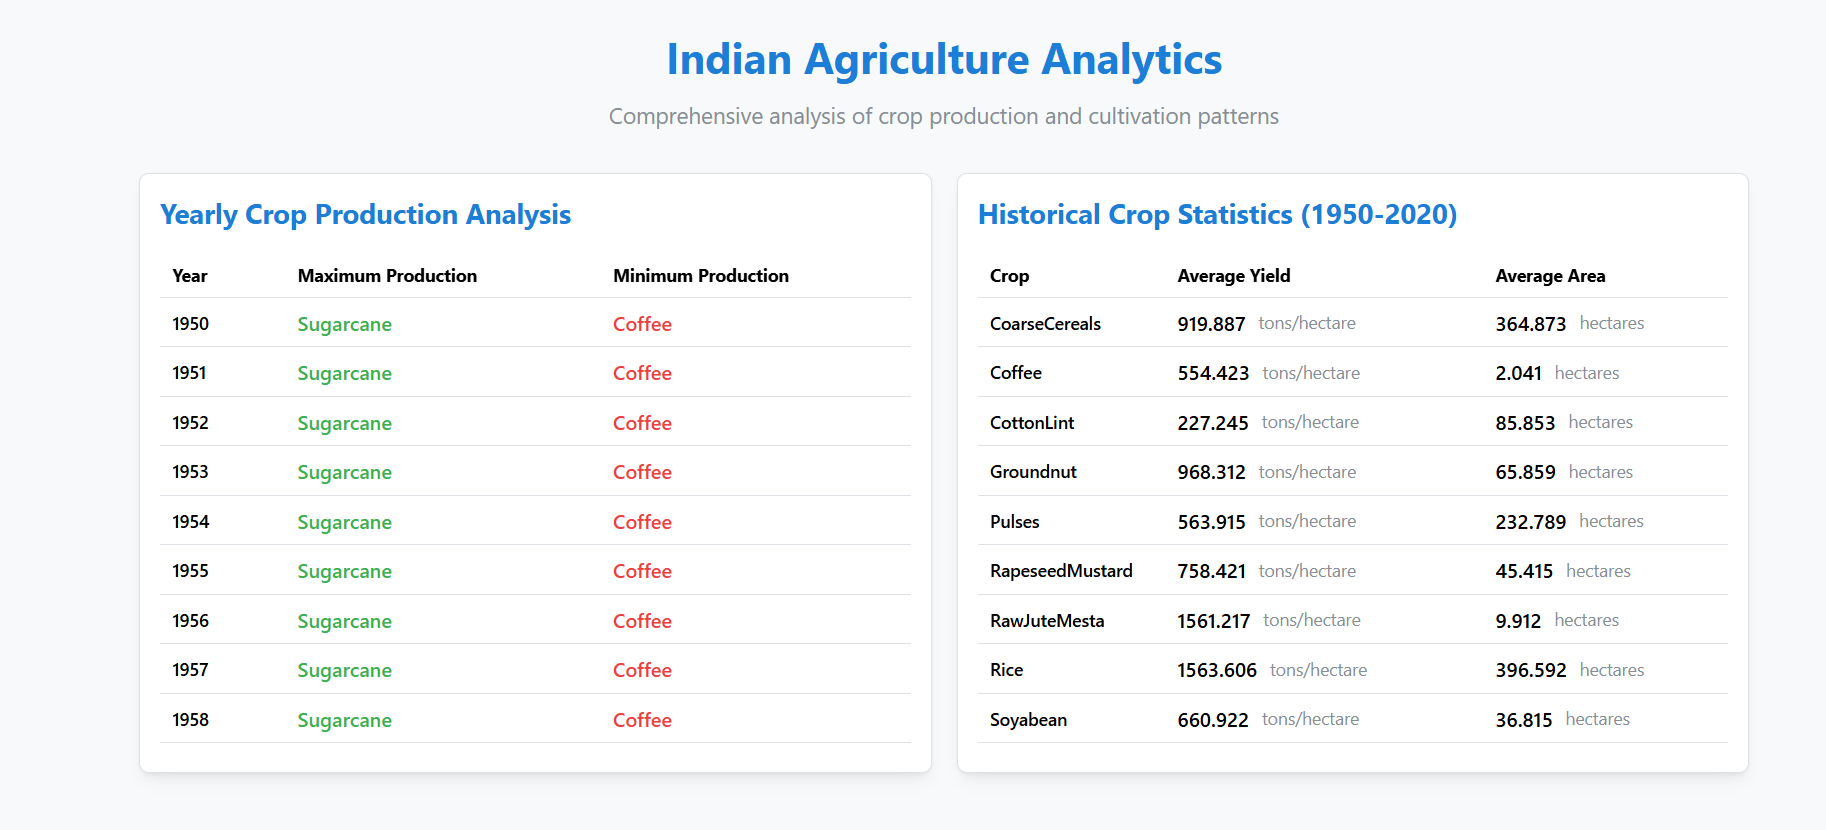 Indian Agriculture Analytics
Comprehensive analysis of crop production and cultivation patterns
Yearly Crop Production Analysis
Year Maximum Production Minimum Production
1950 Sugarcane Coffee
1951 Sugarcane Coffee
1952 Sugarcane Coffee
1953 Sugarcane Coffee
1954 Sugarcane Coffee
1955 Sugarcane Coffee
1956 Sugarcane Coffee
1957 Sugarcane Coffee
1958 Sugarcane Coffee
Historical Crop Statistics (1950-2020)
Crop Average Yield Average Area
CoarseCereals 919.887 tons/hectare 364.873 hectares
Coffee 554.423 tons/hectare 2.041 hectares
CottonLint 227.245 tons/hectare 85.853 hectares
Groundnut 968.312 tons/hectare 65.859 hectares
Pulses 563.915 tons/hectare 232.789 hectares
RapeseedMustard 758.421 tons/hectare 45.415 hectares
RawJuteMesta 1561.217 tons/hectare 9.912 hectares
Rice 1563.606 tons/hectare 396.592 hectares
Soyabean 660.922 tons/hectare 36.815 hectares